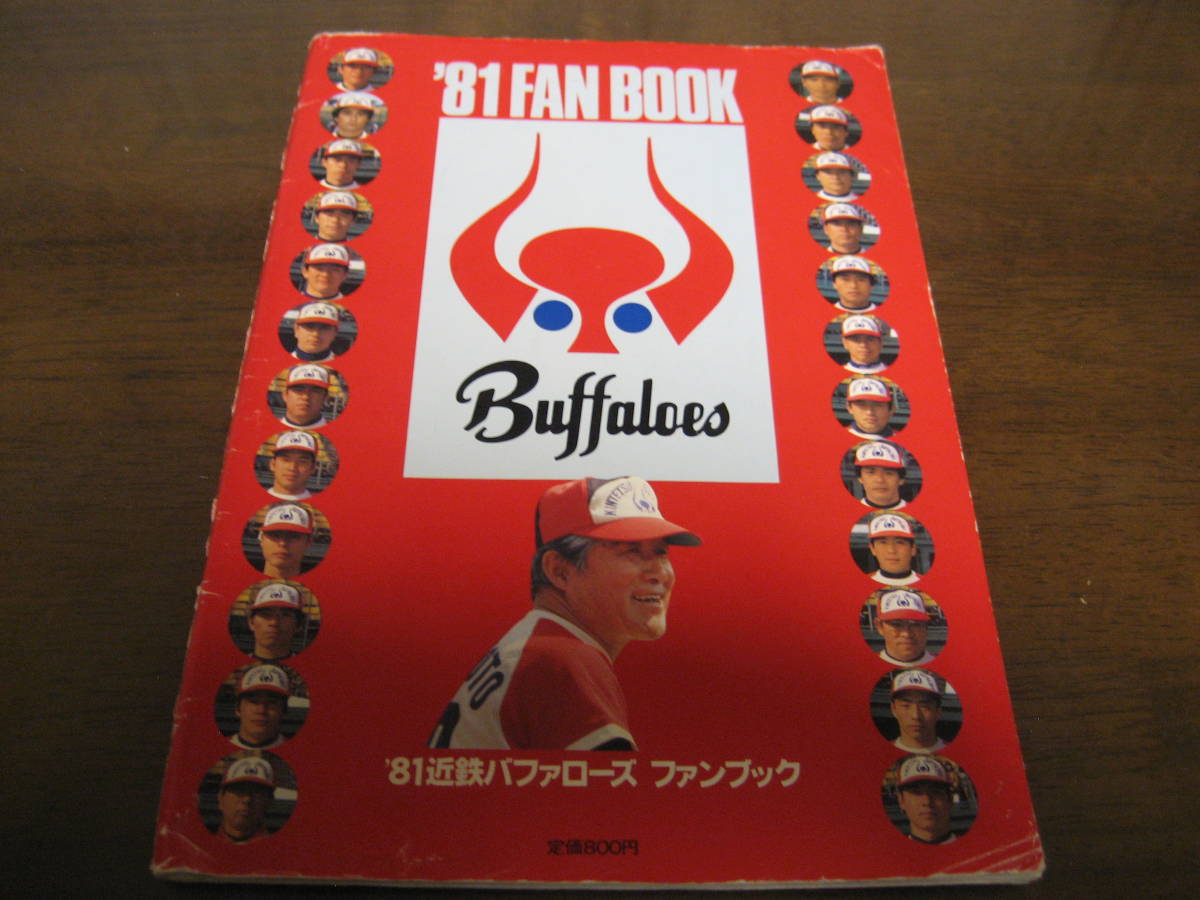 '81 FAN BOOK
Buffaloes
KINTETSU
'81近鉄バファローズ ファンブック
定価800円